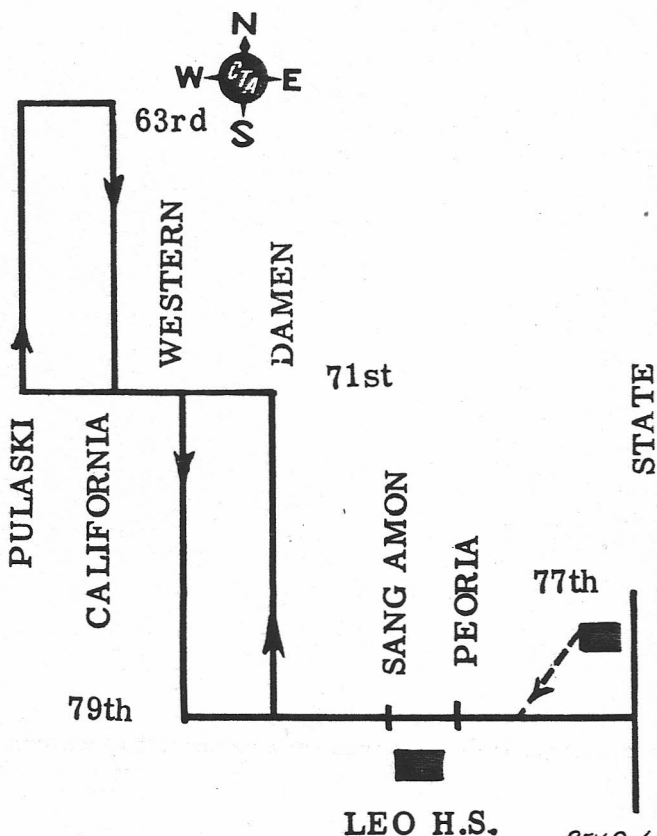 N
W CTA E
S
63rd
WESTERN
DAMEN
71st
STATE
PULASKI
CALIFORNIA
SANG AMON
PEORIA
77th
79th
LEO H.S.